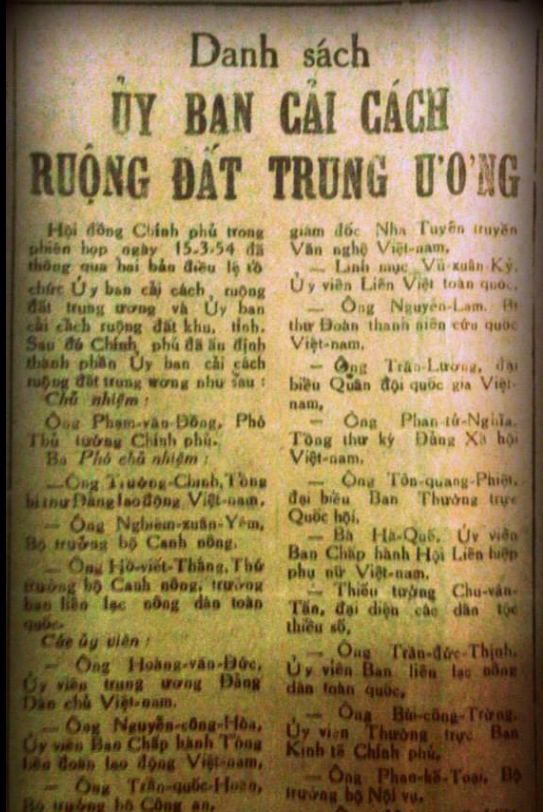 Danh sách
ỦY BAN CẢI CÁCH
RUỘNG ĐẤT TRUNG ƯƠNG
Hội đồng Chính phủ trong
phiên họp ngày 15-3-54 đã
thông qua hai bản điều lệ tổ
chức Ủy ban cải cách ruộng
đất trung ương và Ủy ban
cải cách ruộng đất khu, tỉnh.
Sau đó Chính phủ đã ấn định
thành phần Ủy ban cải cách
ruộng đất trung ương như sau :
Chủ nhiệm :
Ông Phạm-văn-Đồng, Phó
Thủ tướng Chính phủ.
Ba Phó chủ nhiệm :
— Ông Trường-Chinh, Tổng
bí thư Đảng lao động Việt-nam,
— Ông Nghiêm-xuân-Yêm,
Bộ trưởng bộ Canh nông,
— Ông Hồ-viết-Thắng, Thứ
trưởng bộ Canh nông, trưởng
ban liên lạc nông dân toàn
quốc.
Các ủy viên :
— Ông Hoàng-văn-Đức,
Ủy viên trung ương Đảng
Dân chủ Việt-nam.
— Ông Nguyễn-công-Hòa,
Ủy viên Ban Chấp hành Tổng
liên đoàn lao động Việt-nam,
— Ông Trần-quốc-Hoàn,
Bộ trưởng bộ Công an,
giám đốc Nha Tuyên truyền
Văn nghệ Việt-nam,
— Linh mục Vũ-xuân-Kỷ,
Ủy viên Liên Việt toàn quốc,
— Ông Nguyễn-Lam, Bí
thư Đoàn thanh niên cứu quốc
Việt-nam,
— Ông Trần-Lương, đại
biểu Quân đội quốc gia Việt-
nam,
— Ông Phan-tử-Nghĩa,
Tổng thư ký Đảng Xã hội
Việt-nam,
— Ông Tôn-quang-Phiệt,
đại biểu Ban Thường trực
Quốc hội,
— Bà Hà-Quế, Ủy viên
Ban Chấp hành Hội Liên hiệp
phụ nữ Việt-nam,
— Thiếu tướng Chu-văn-
Tấn, đại diện các dân tộc
thiểu số,
— Ông Trần-đức-Thịnh,
Ủy viên Ban liên lạc nông
dân toàn quốc,
— Ông Bùi-công-Trừng,
Ủy viên Thường trực Ban
Kinh tế Chính phủ,
— Ông Phan-kế-Toại, Bộ
trưởng bộ Nội vụ,